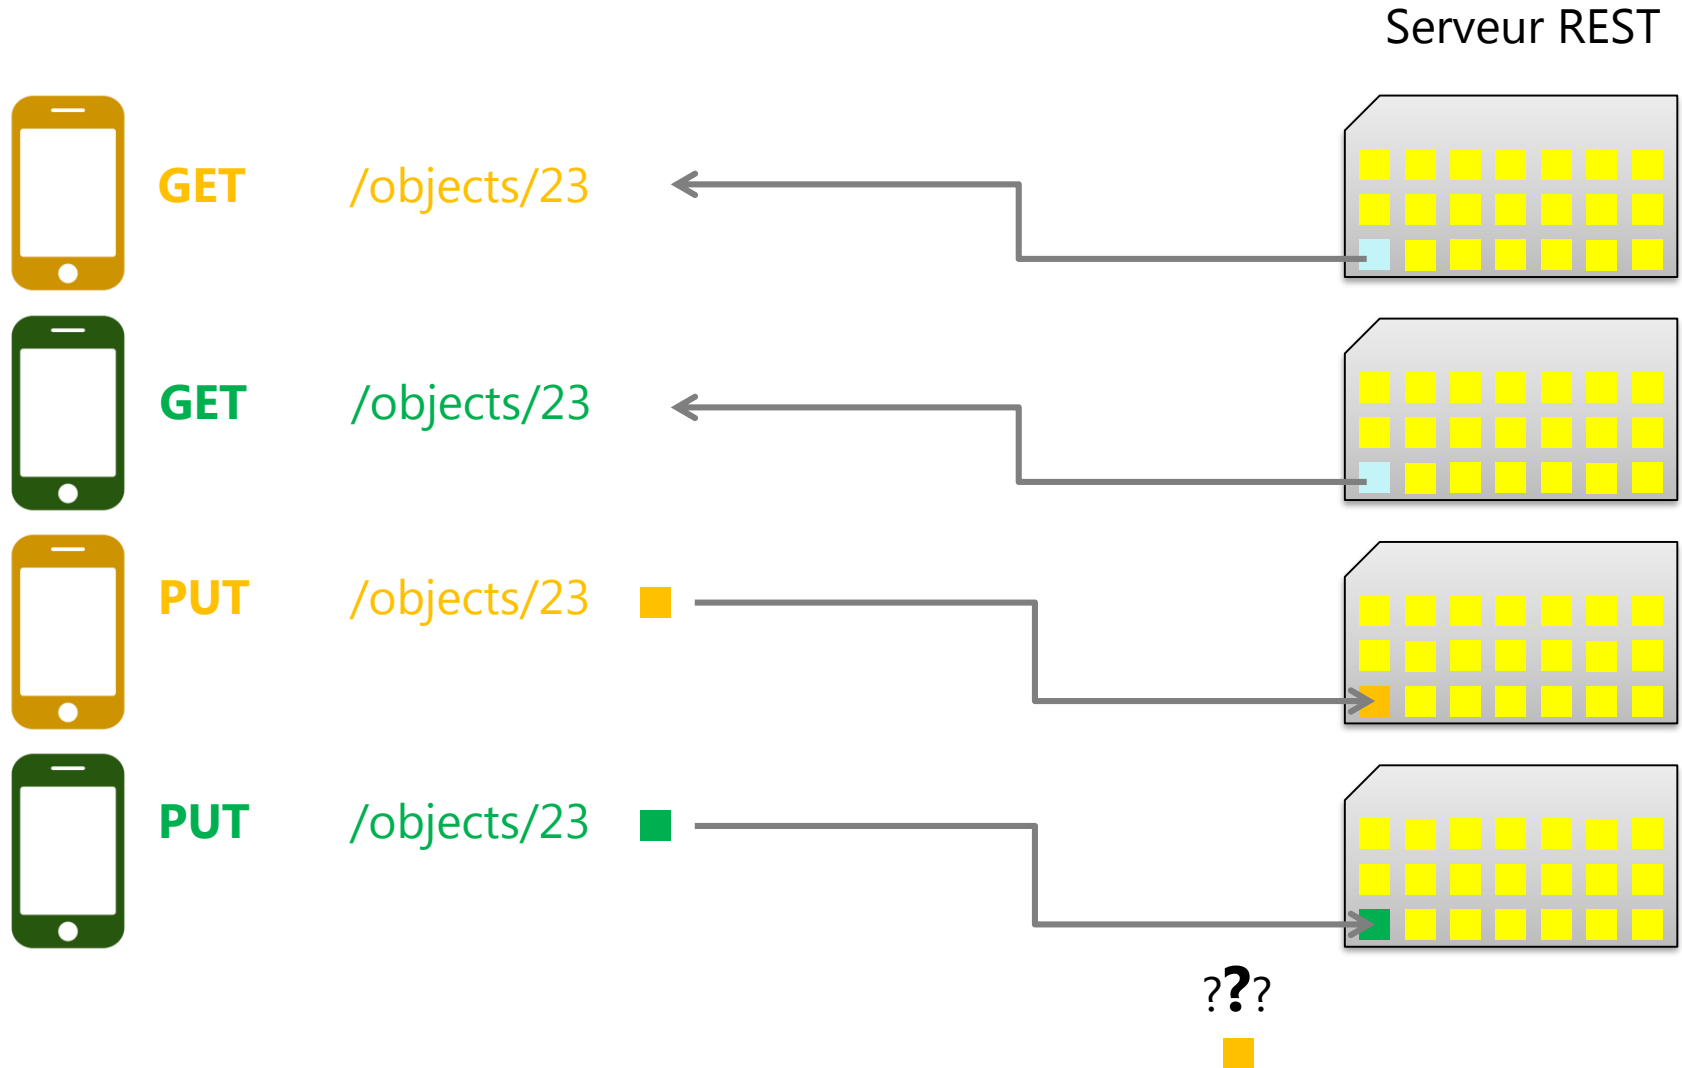 Serveur REST
GET /objects/23
GET /objects/23
PUT /objects/23
PUT /objects/23
???